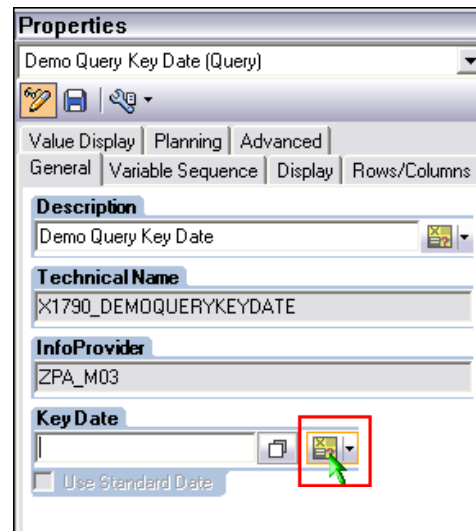 Properties
Demo Query Key Date (Query)
Value Display Planning Advanced
General Variable Sequence Display Rows/Columns
Description
Demo Query Key Date
Technical Name
X1790_DEMOQUERYKEYDATE
InfoProvider
ZPA_M03
Key Date
Use Standard Date